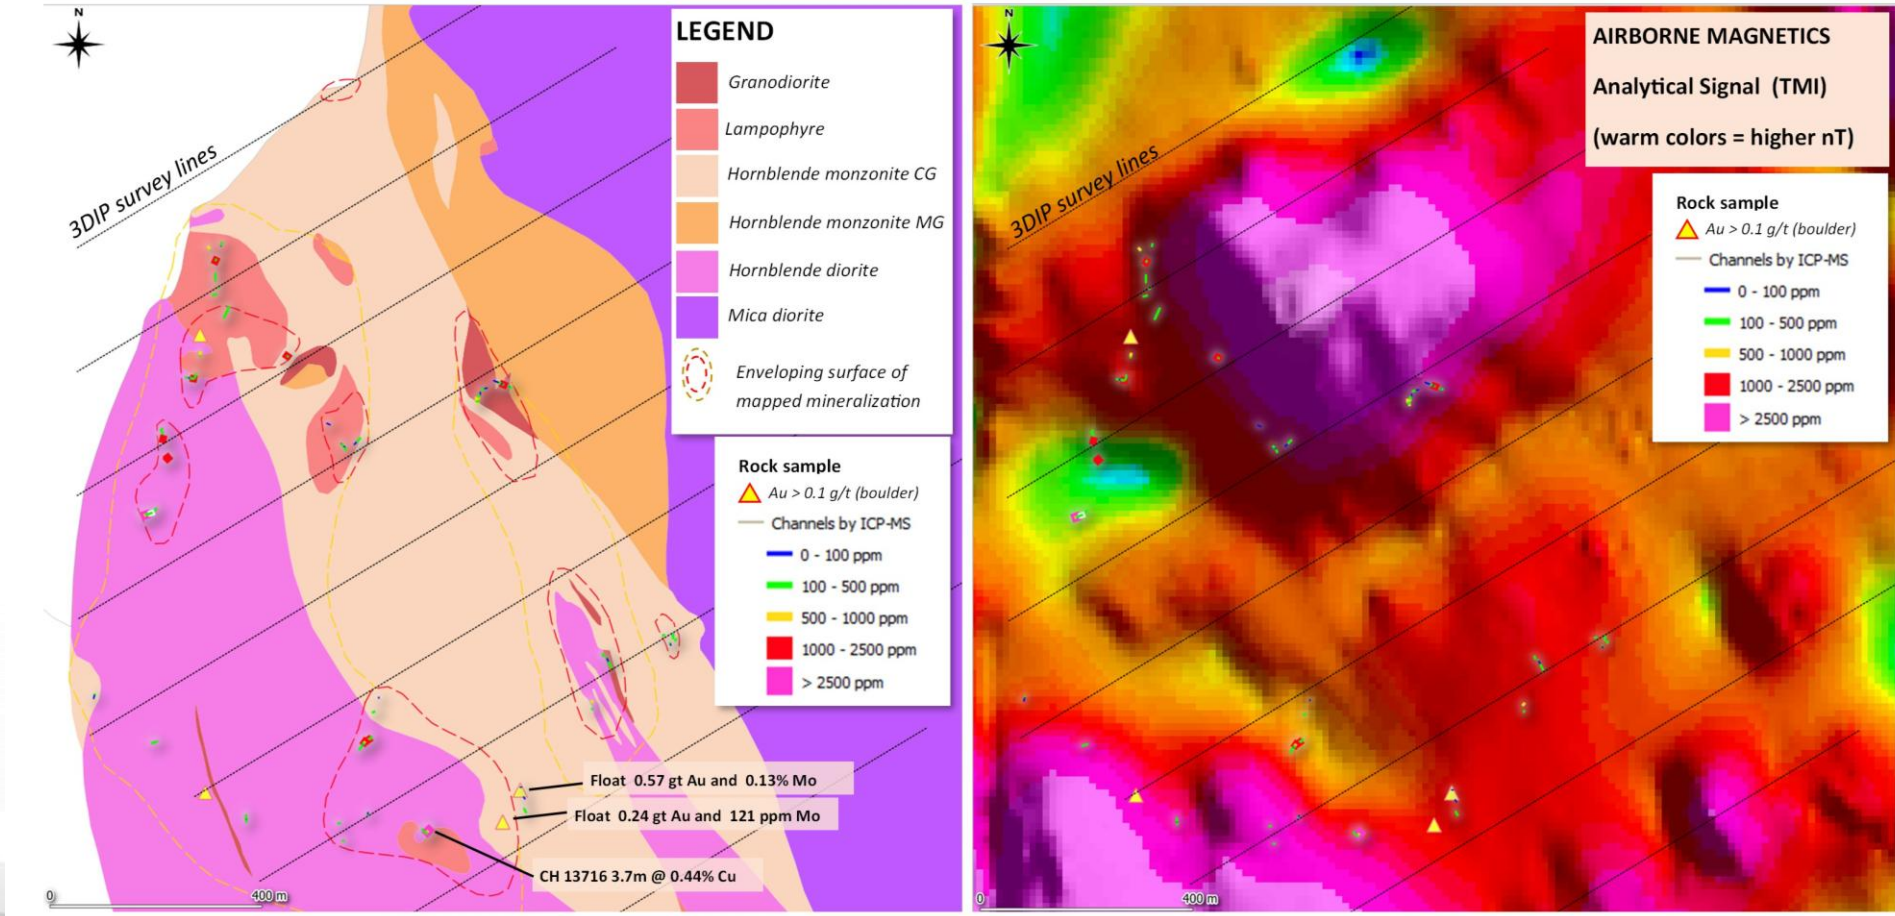 N
3DIP survey lines
LEGEND
Granodiorite
Lampophyre
Hornblende monzonite CG
Hornblende monzonite MG
Hornblende diorite
Mica diorite
Enveloping surface of
mapped mineralization
Rock sample
Au > 0.1 g/t (boulder)
Channels by ICP-MS
0 - 100 ppm
100 - 500 ppm
500 - 1000 ppm
1000 - 2500 ppm
> 2500 ppm
Float 0.57 gt Au and 0.13% Mo
Float 0.24 gt Au and 121 ppm Mo
CH 13716 3.7m @ 0.44% Cu
0
400 m
N
3DIP survey lines
AIRBORNE MAGNETICS
Analytical Signal (TMI)
(warm colors = higher nT)
Rock sample
Au > 0.1 g/t (boulder)
Channels by ICP-MS
0 - 100 ppm
100 - 500 ppm
500 - 1000 ppm
1000 - 2500 ppm
> 2500 ppm
0
400 m